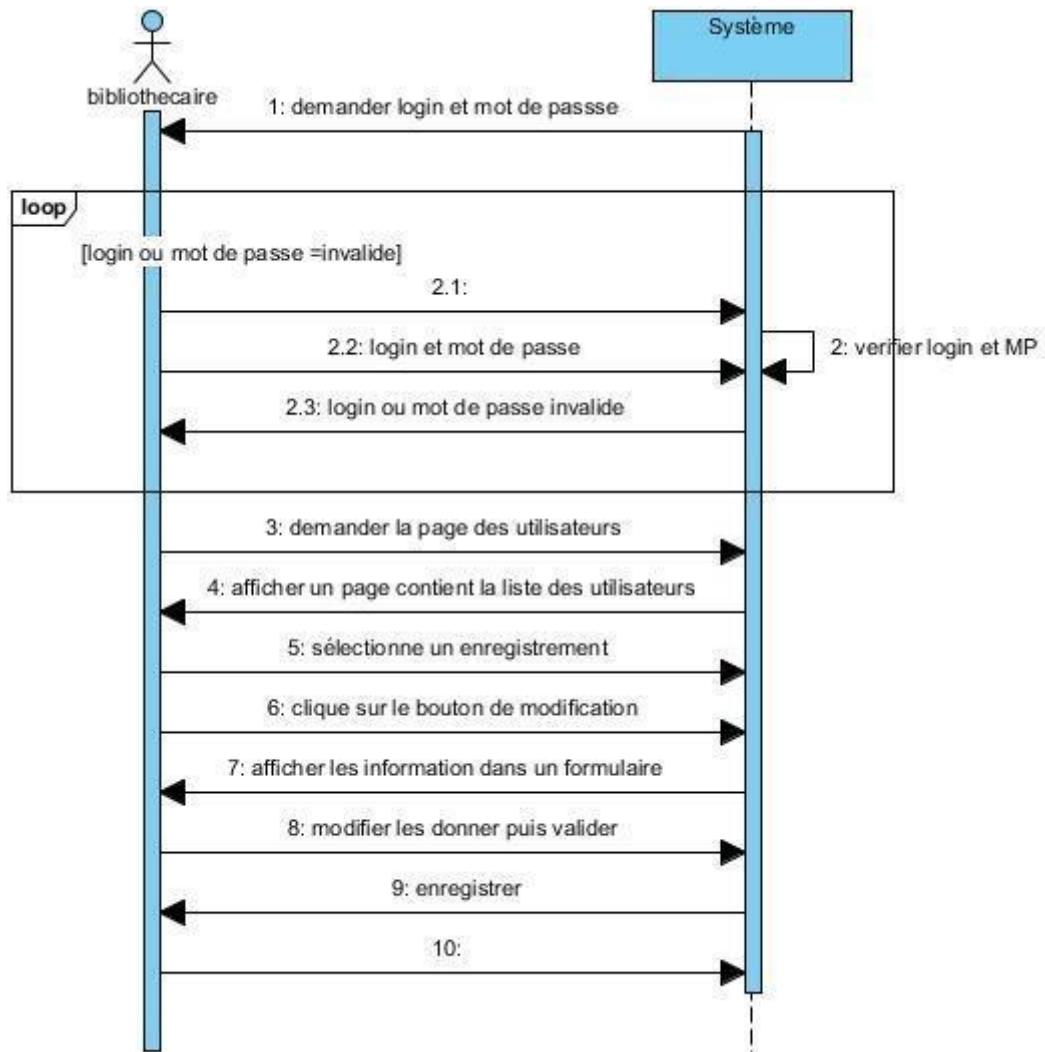 Système
bibliothecaire
1: demander login et mot de passse
loop
[login ou mot de passe =invalide]
2.1:
2.2: login et mot de passe
2: verifier login et MP
2.3: login ou mot de passe invalide
3: demander la page des utilisateurs
4: afficher un page contient la liste des utilisateurs
5: sélectionne un enregistrement
6: clique sur le bouton de modification
7: afficher les information dans un formulaire
8: modifier les donner puis valider
9: enregistrer
10: